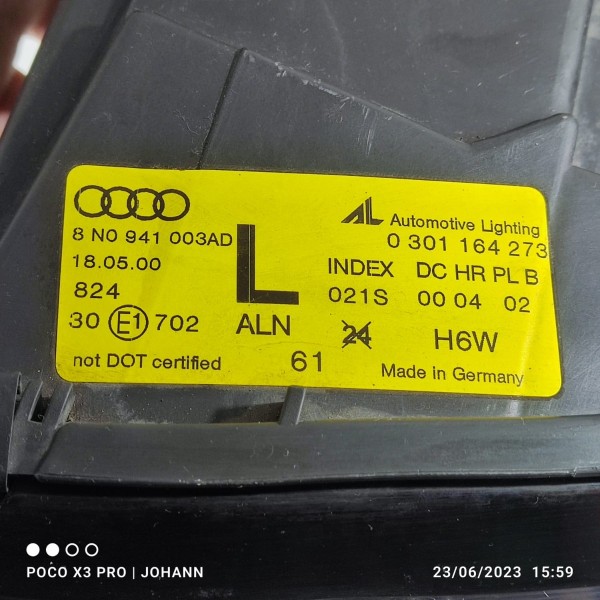 AL Automotive Lighting
8 N0 941 003AD
0 301 164 273
18.05.00
L
INDEX DC HR PL B
824
021S 00 04 02
30 E1 702
ALN
24
H6W
not DOT certified
61
Made in Germany
POCO X3 PRO | JOHANN
23/06/2023 15:59